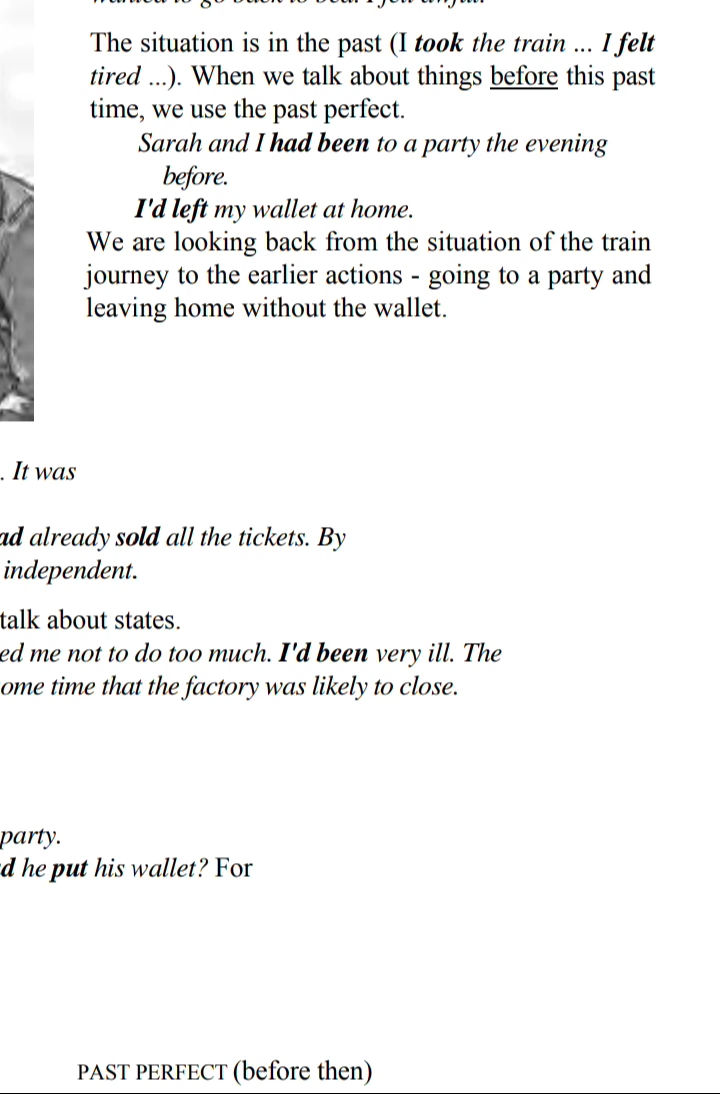 The situation is in the past (I took the train ... I felt
tired ...). When we talk about things before this past
time, we use the past perfect.
Sarah and I had been to a party the evening
before.
I'd left my wallet at home.
We are looking back from the situation of the train
journey to the earlier actions - going to a party and
leaving home without the wallet.
. It was
ad already sold all the tickets. By
independent.
talk about states.
ed me not to do too much. I'd been very ill. The
ome time that the factory was likely to close.
party.
d he put his wallet? For
PAST PERFECT (before then)